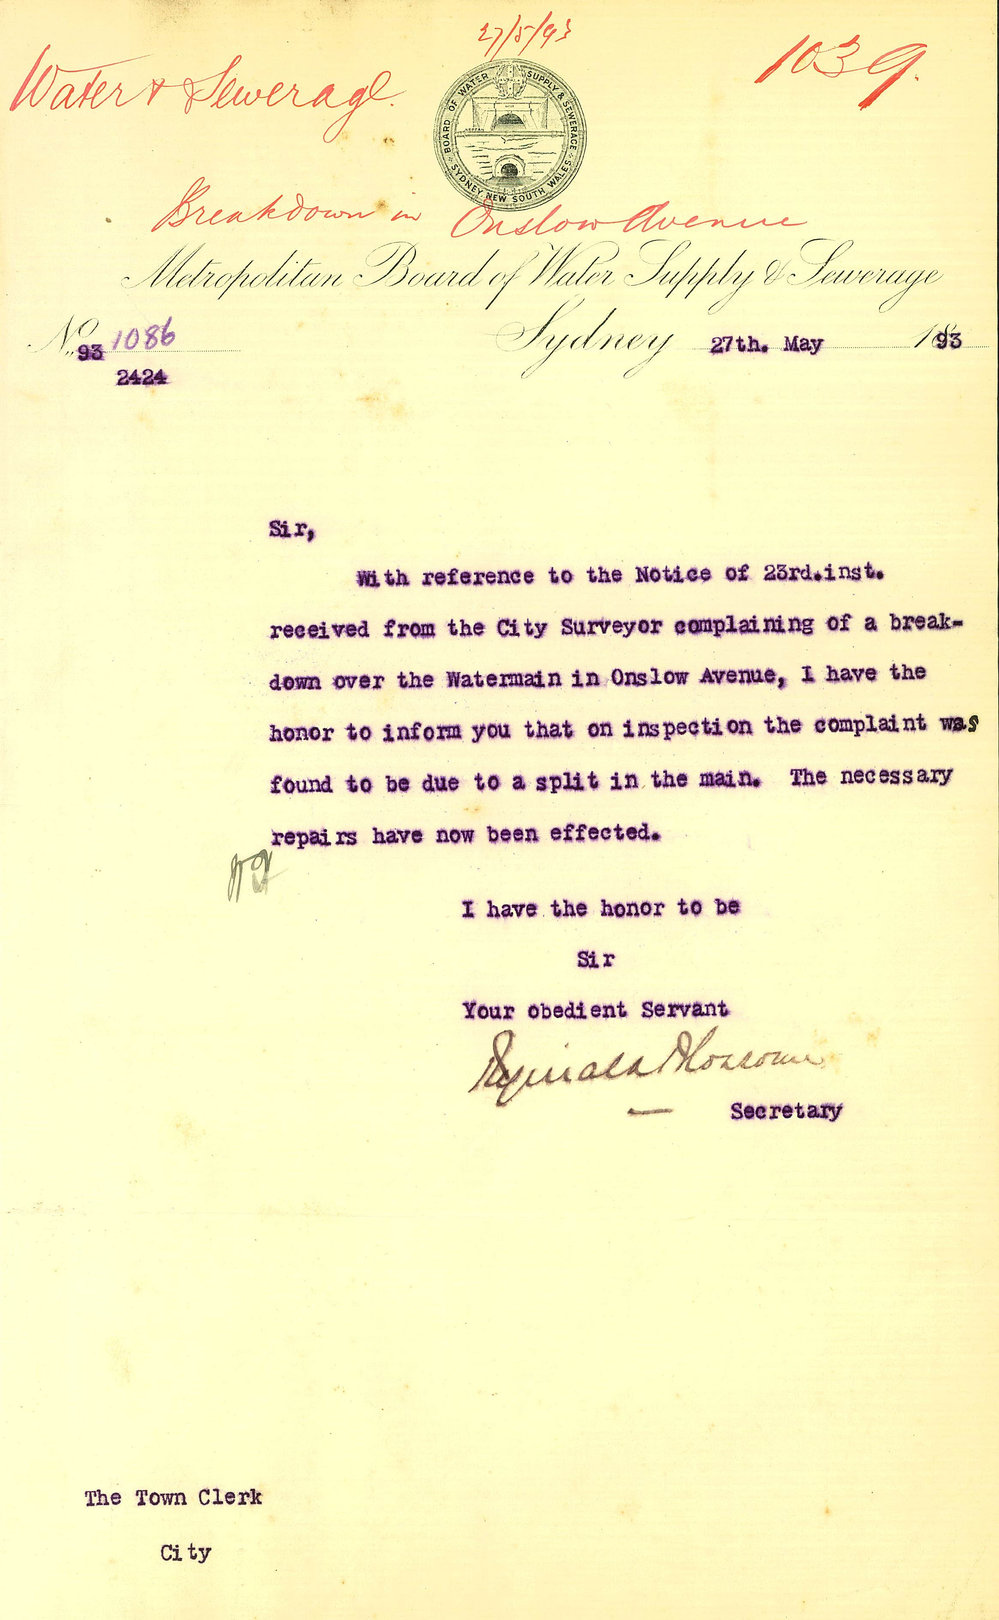 27/5/93
Water & Sewerage.
1039.
BOARD OF WATER SUPPLY & SEWERAGE
SYDNEY NEW SOUTH WALES
Breakdown in Onslow Avenue
Metropolitan Board of Water Supply & Sewerage
No. 93 1086
2424
Sydney 27th. May 1893
Sir,
With reference to the Notice of 23rd.inst.
received from the City Surveyor complaining of a break-
down over the Watermain in Onslow Avenue, I have the
honor to inform you that on inspection the complaint was
found to be due to a split in the main. The necessary
repairs have now been effected.
I have the honor to be
Sir
Your obedient Servant
Secretary
The Town Clerk
City